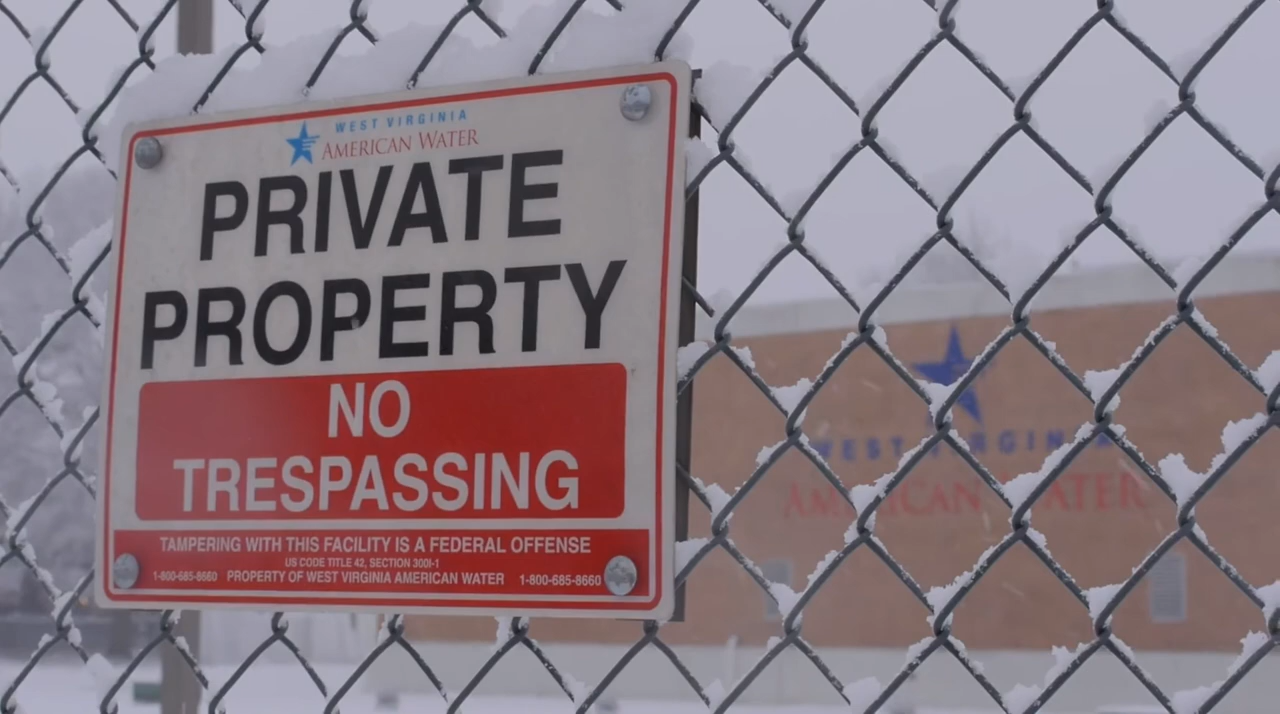 WEST VIRGINIA
AMERICAN WATER
PRIVATE
PROPERTY
NO
TRESPASSING
TAMPERING WITH THIS FACILITY IS A FEDERAL OFFENSE
US CODE TITLE 42, SECTION 300I-1
1-800-685-8660 PROPERTY OF WEST VIRGINIA AMERICAN WATER 1-800-685-8660
WEST VIRGINIA
AMERICAN WATER